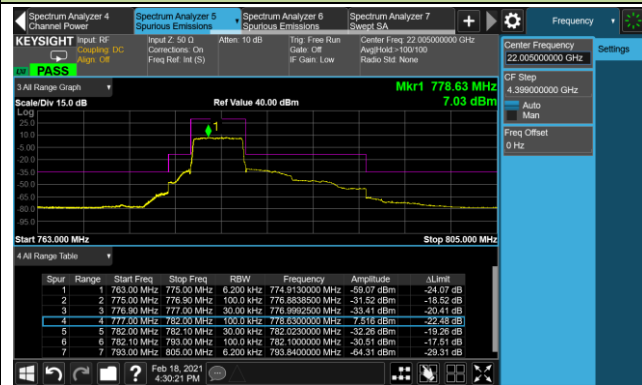 Spectrum Analyzer 4
Channel Power
Spectrum Analyzer 5
Spurious Emissions
Spectrum Analyzer 6
Spurious Emissions
Spectrum Analyzer 7
Swept SA
Frequency
KEYSIGHT
Input: RF
Coupling: DC
Align: Off
Input Z: 50 Ω
Corrections: On
Freq Ref: Int (S)
Atten: 10 dB
Trig: Free Run
Gate: Off
IF Gain: Low
Center Freq: 22.005000000 GHz
Avg|Hold:>100/100
Radio Std: None
PASS
Center Frequency
22.005000000 GHz
Settings
CF Step
4.399000000 GHz
Auto
Man
Freq Offset
0 Hz
3 All Range Graph
Mkr1 778.63 MHz
7.03 dBm
Scale/Div 15.0 dB
Ref Value 40.00 dBm
Log
25.0
10.0
-5.00
-20.0
-35.0
-50.0
-65.0
-80.0
-95.0
1
Start 763.000 MHz
Stop 805.000 MHz
4 All Range Table
Spur Range Start Freq Stop Freq RBW Frequency Amplitude ΔLimit
1 1 763.00 MHz 775.00 MHz 6.200 kHz 774.9130000 MHz -59.07 dBm -24.07 dB
2 2 775.00 MHz 776.90 MHz 100.0 kHz 776.8838500 MHz -31.52 dBm -18.52 dB
3 3 776.90 MHz 777.00 MHz 30.00 kHz 776.9992500 MHz -33.41 dBm -20.41 dB
4 4 777.00 MHz 782.00 MHz 100.0 kHz 778.6300000 MHz 7.516 dBm -22.48 dB
5 5 782.00 MHz 782.10 MHz 30.00 kHz 782.0230000 MHz -32.26 dBm -19.26 dB
6 6 782.10 MHz 793.00 MHz 100.0 kHz 782.1000000 MHz -30.51 dBm -17.51 dB
7 7 793.00 MHz 805.00 MHz 6.200 kHz 793.8400000 MHz -64.31 dBm -29.31 dB
Feb 18, 2021
4:30:21 PM